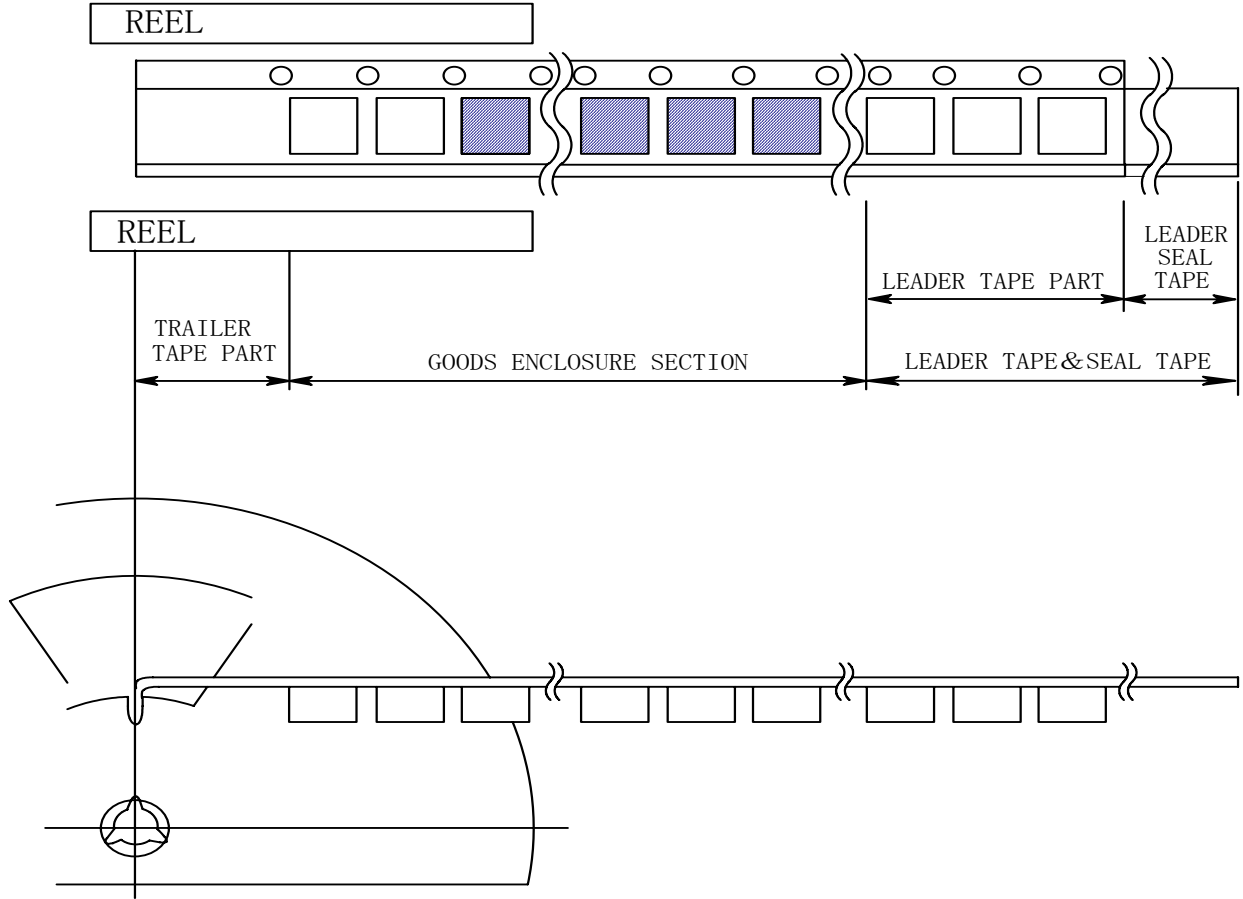 REEL
REEL
LEADER
SEAL
TAPE
LEADER TAPE PART
TRAILER
TAPE PART
GOODS ENCLOSURE SECTION
LEADER TAPE&SEAL TAPE